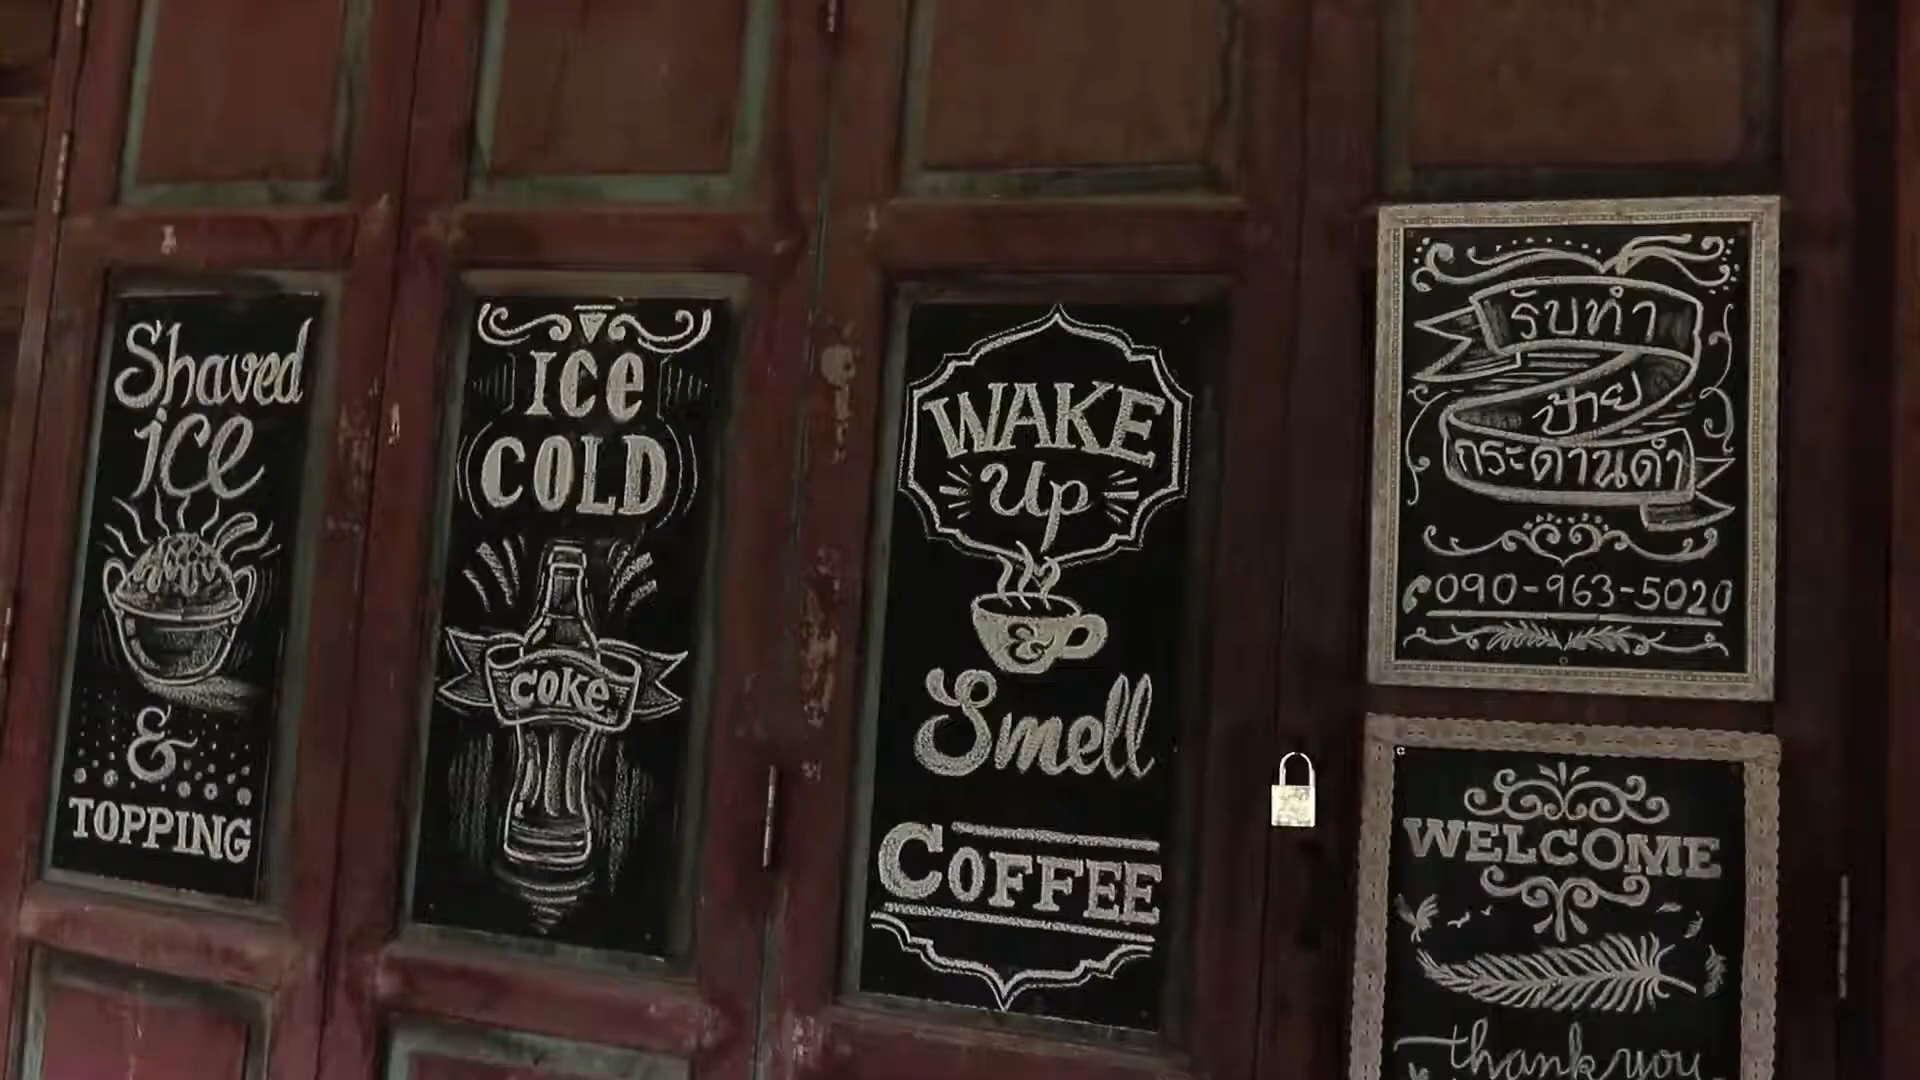 Shaved
ice
&
TOPPING
ICe
COLD
coke
WAKE
Up
&
Smell
COFFEE
รับทำ
ป้าย
กระดานดำ
090-963-5020
WELCOME
thank you